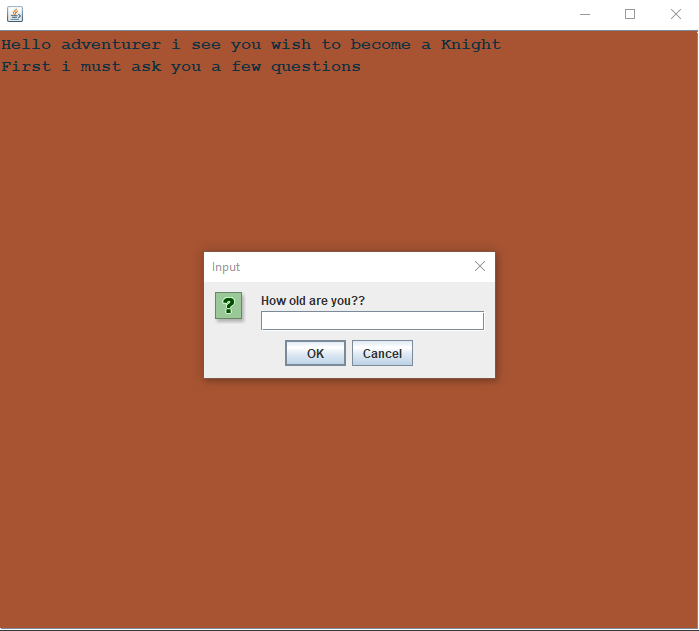 Hello adventurer i see you wish to become a Knight
First i must ask you a few questions
Input
?
How old are you??
OK
Cancel